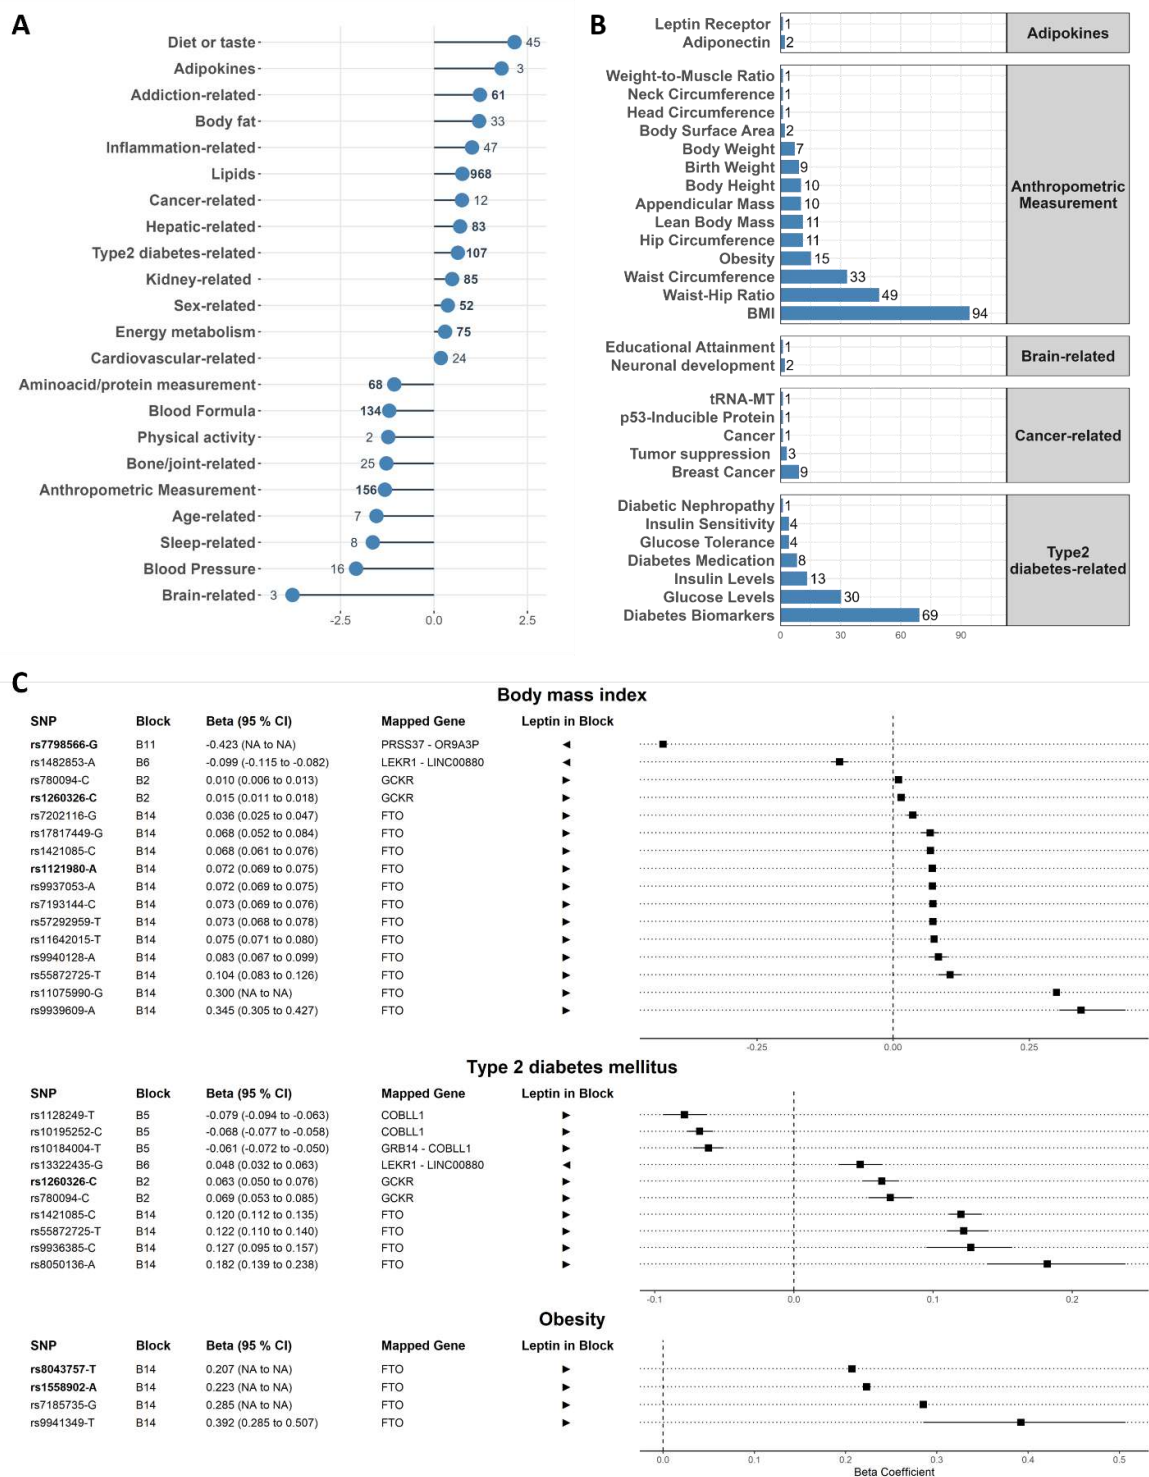 A
Diet or taste 45
Adipokines 3
Addiction-related 61
Body fat 33
Inflammation-related 47
Lipids 968
Cancer-related 12
Hepatic-related 83
Type2 diabetes-related 107
Kidney-related 85
Sex-related 52
Energy metabolism 75
Cardiovascular-related 24
Aminoacid/protein measurement 68
Blood Formula 134
Physical activity 2
Bone/joint-related 25
Anthropometric Measurement 156
Age-related 7
Sleep-related 8
Blood Pressure 16
Brain-related 3
-2.5 0.0 2.5
B
Leptin Receptor 1
Adiponectin 2
Adipokines
Weight-to-Muscle Ratio 1
Neck Circumference 1
Head Circumference 1
Body Surface Area 2
Body Weight 7
Birth Weight 9
Body Height 10
Appendicular Mass 10
Lean Body Mass 11
Hip Circumference 11
Obesity 15
Waist Circumference 33
Waist-Hip Ratio 49
BMI 94
Anthropometric
Measurement
Educational Attainment 1
Neuronal development 2
Brain-related
tRNA-MT 1
p53-Inducible Protein 1
Cancer 1
Tumor suppression 3
Breast Cancer 9
Cancer-related
Diabetic Nephropathy 1
Insulin Sensitivity 4
Glucose Tolerance 4
Diabetes Medication 8
Insulin Levels 13
Glucose Levels 30
Diabetes Biomarkers 69
Type2
diabetes-related
0 30 60 90
C
Body mass index
SNP Block Beta (95 % CI) Mapped Gene Leptin in Block
rs7798566-G B11 -0.423 (NA to NA) PRSS37 - OR9A3P ◄
rs1482853-A B6 -0.099 (-0.115 to -0.082) LEKR1 - LINC00880 ◄
rs780094-C B2 0.010 (0.006 to 0.013) GCKR ►
rs1260326-C B2 0.015 (0.011 to 0.018) GCKR ►
rs7202116-G B14 0.036 (0.025 to 0.047) FTO ►
rs17817449-G B14 0.068 (0.052 to 0.084) FTO ►
rs1421085-C B14 0.068 (0.061 to 0.076) FTO ►
rs1121980-A B14 0.072 (0.069 to 0.075) FTO ►
rs9937053-A B14 0.072 (0.069 to 0.075) FTO ►
rs7193144-C B14 0.073 (0.069 to 0.076) FTO ►
rs57292959-T B14 0.073 (0.068 to 0.078) FTO ►
rs11642015-T B14 0.075 (0.071 to 0.080) FTO ►
rs9940128-A B14 0.083 (0.067 to 0.099) FTO ►
rs55872725-T B14 0.104 (0.083 to 0.126) FTO ►
rs11075990-G B14 0.300 (NA to NA) FTO ►
rs9939609-A B14 0.345 (0.305 to 0.427) FTO ►
-0.25 0.00 0.25
Type 2 diabetes mellitus
SNP Block Beta (95 % CI) Mapped Gene Leptin in Block
rs1128249-T B5 -0.079 (-0.094 to -0.063) COBLL1 ►
rs10195252-C B5 -0.068 (-0.077 to -0.058) COBLL1 ►
rs10184004-T B5 -0.061 (-0.072 to -0.050) GRB14 - COBLL1 ►
rs13322435-G B6 0.048 (0.032 to 0.063) LEKR1 - LINC00880 ◄
rs1260326-C B2 0.063 (0.050 to 0.076) GCKR ►
rs780094-C B2 0.069 (0.053 to 0.085) GCKR ►
rs1421085-C B14 0.120 (0.112 to 0.135) FTO ►
rs55872725-T B14 0.122 (0.110 to 0.140) FTO ►
rs9936385-C B14 0.127 (0.095 to 0.157) FTO ►
rs8050136-A B14 0.182 (0.139 to 0.238) FTO ►
-0.1 0.0 0.1 0.2
Obesity
SNP Block Beta (95 % CI) Mapped Gene Leptin in Block
rs8043757-T B14 0.207 (NA to NA) FTO ►
rs1558902-A B14 0.223 (NA to NA) FTO ►
rs7185735-G B14 0.285 (NA to NA) FTO ►
rs9941349-T B14 0.392 (0.285 to 0.507) FTO ►
0.0 0.1 0.2 0.3 0.4 0.5
Beta Coefficient